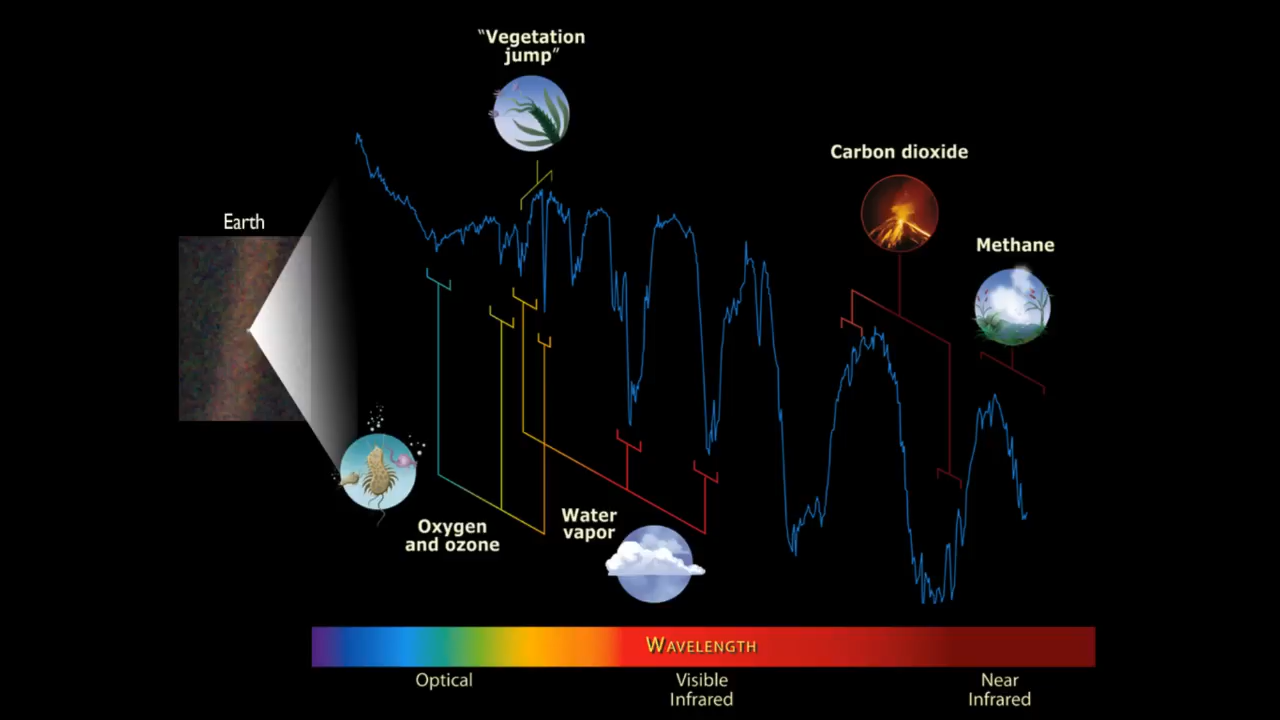 “Vegetation
jump”
Carbon dioxide
Earth
Methane
Oxygen
and ozone
Water
vapor
WAVELENGTH
Optical
Visible
Infrared
Near
Infrared